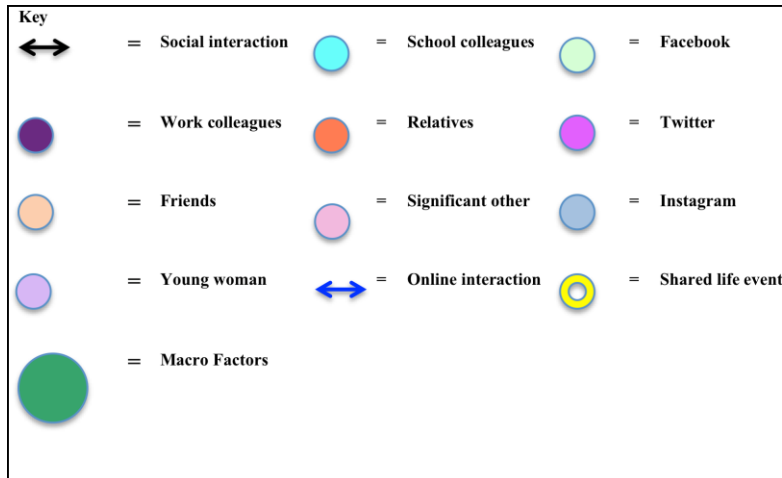 Key
= Social interaction = School colleagues = Facebook
= Work colleagues = Relatives = Twitter
= Friends = Significant other = Instagram
= Young woman = Online interaction = Shared life event
= Macro Factors